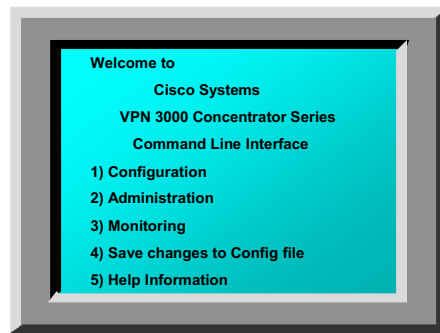 Welcome to
Cisco Systems
VPN 3000 Concentrator Series
Command Line Interface
1) Configuration
2) Administration
3) Monitoring
4) Save changes to Config file
5) Help Information